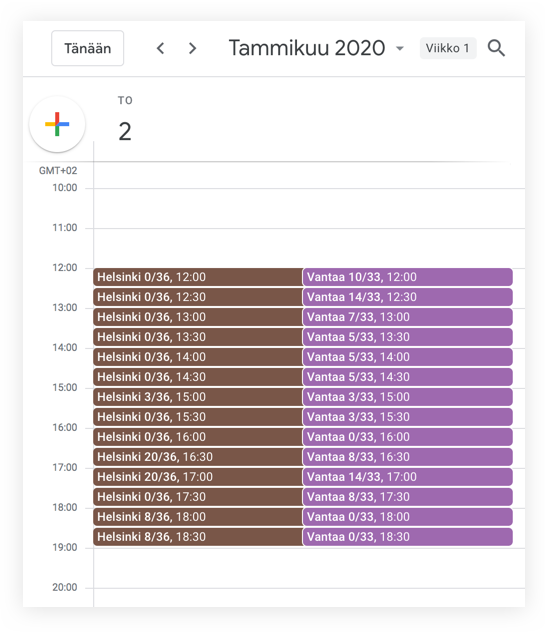 Tänään
Tammikuu 2020
Viikko 1
TO
2
GMT+02
10:00
11:00
12:00
Helsinki 0/36, 12:00 Vantaa 10/33, 12:00
Helsinki 0/36, 12:30 Vantaa 14/33, 12:30
13:00
Helsinki 0/36, 13:00 Vantaa 7/33, 13:00
Helsinki 0/36, 13:30 Vantaa 5/33, 13:30
14:00
Helsinki 0/36, 14:00 Vantaa 5/33, 14:00
Helsinki 0/36, 14:30 Vantaa 5/33, 14:30
15:00
Helsinki 3/36, 15:00 Vantaa 3/33, 15:00
Helsinki 0/36, 15:30 Vantaa 3/33, 15:30
16:00
Helsinki 0/36, 16:00 Vantaa 0/33, 16:00
Helsinki 20/36, 16:30 Vantaa 8/33, 16:30
17:00
Helsinki 20/36, 17:00 Vantaa 14/33, 17:00
Helsinki 0/36, 17:30 Vantaa 8/33, 17:30
18:00
Helsinki 8/36, 18:00 Vantaa 0/33, 18:00
Helsinki 8/36, 18:30 Vantaa 0/33, 18:30
19:00
20:00